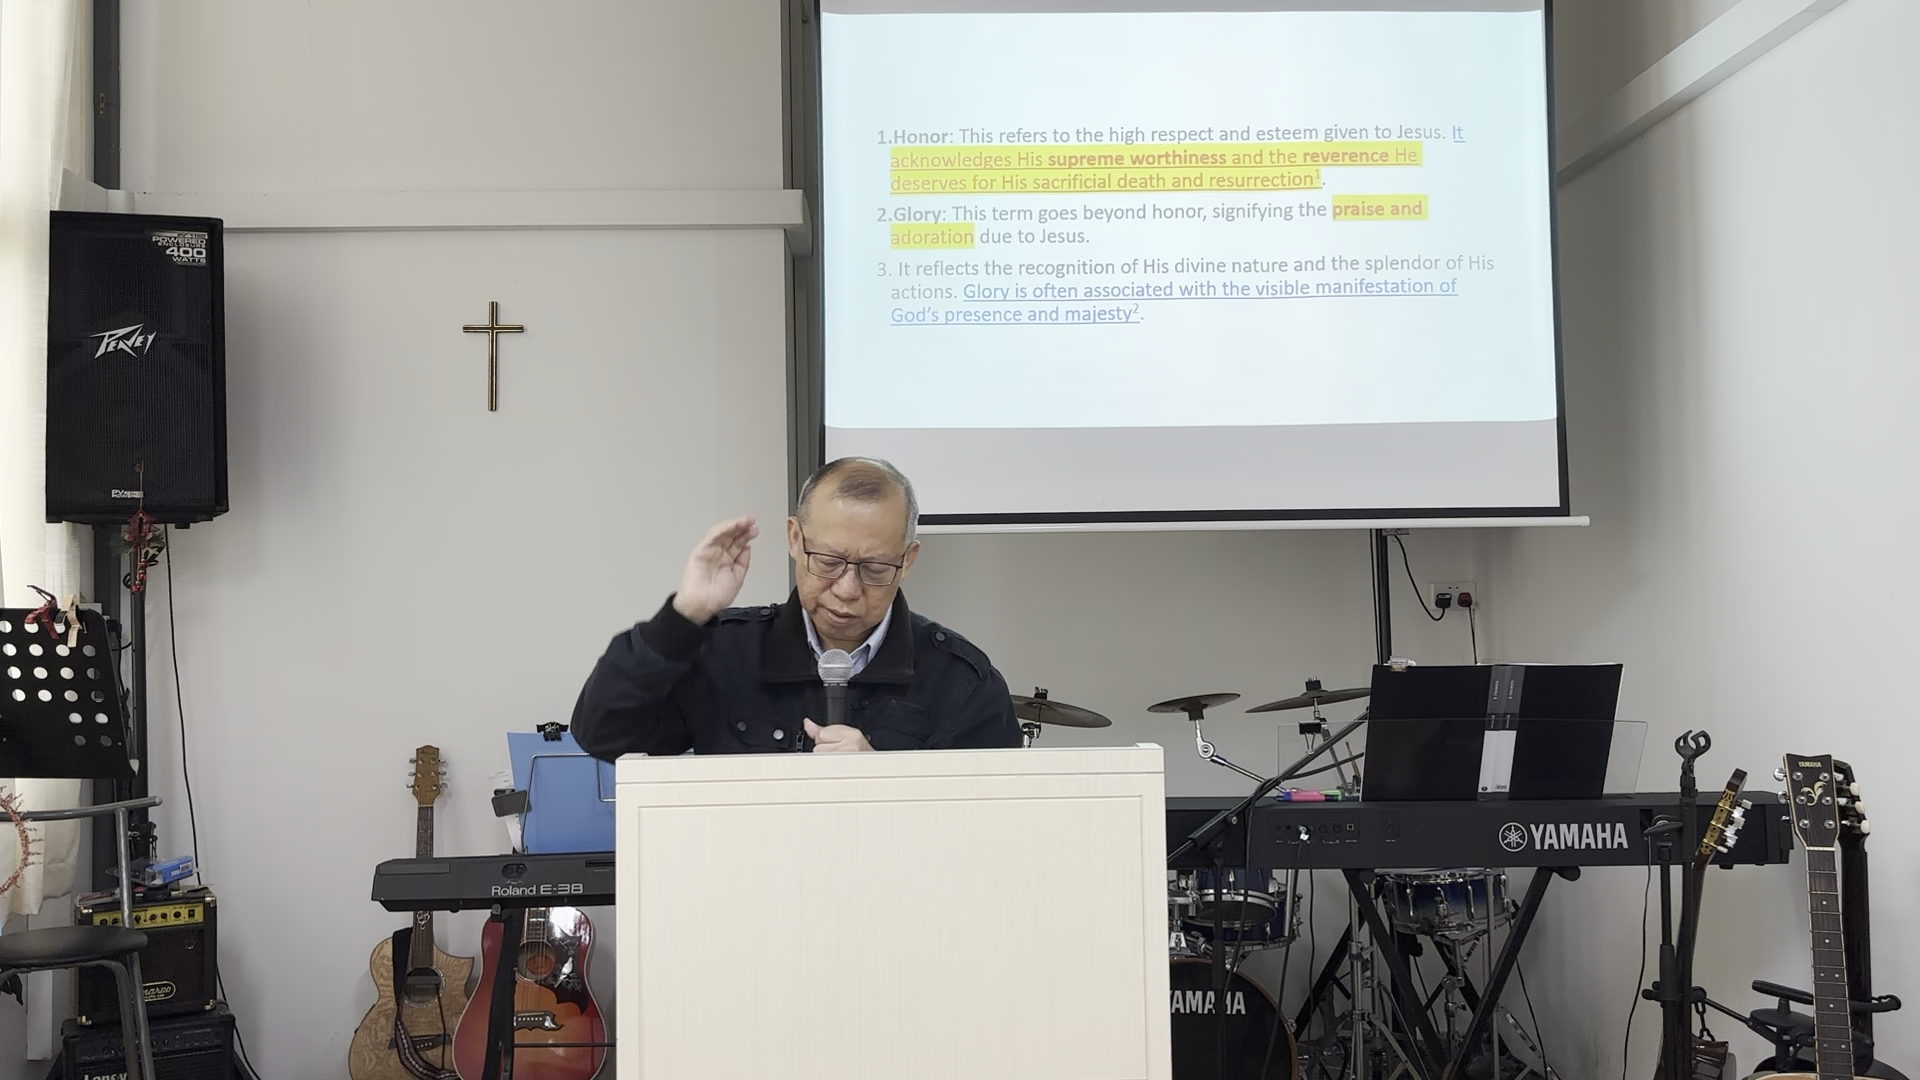 1.Honor: This refers to the high respect and esteem given to Jesus. It
acknowledges His supreme worthiness and the reverence He
deserves for His sacrificial death and resurrection¹.
2.Glory: This term goes beyond honor, signifying the praise and
adoration due to Jesus.
3. It reflects the recognition of His divine nature and the splendor of His
actions. Glory is often associated with the visible manifestation of
God's presence and majesty².
POWERED
ENCLOSURE
400
WATTS
PEAVEY
Roland E-38
YAMAHA
YAMAHA
YAMAHA
Laney